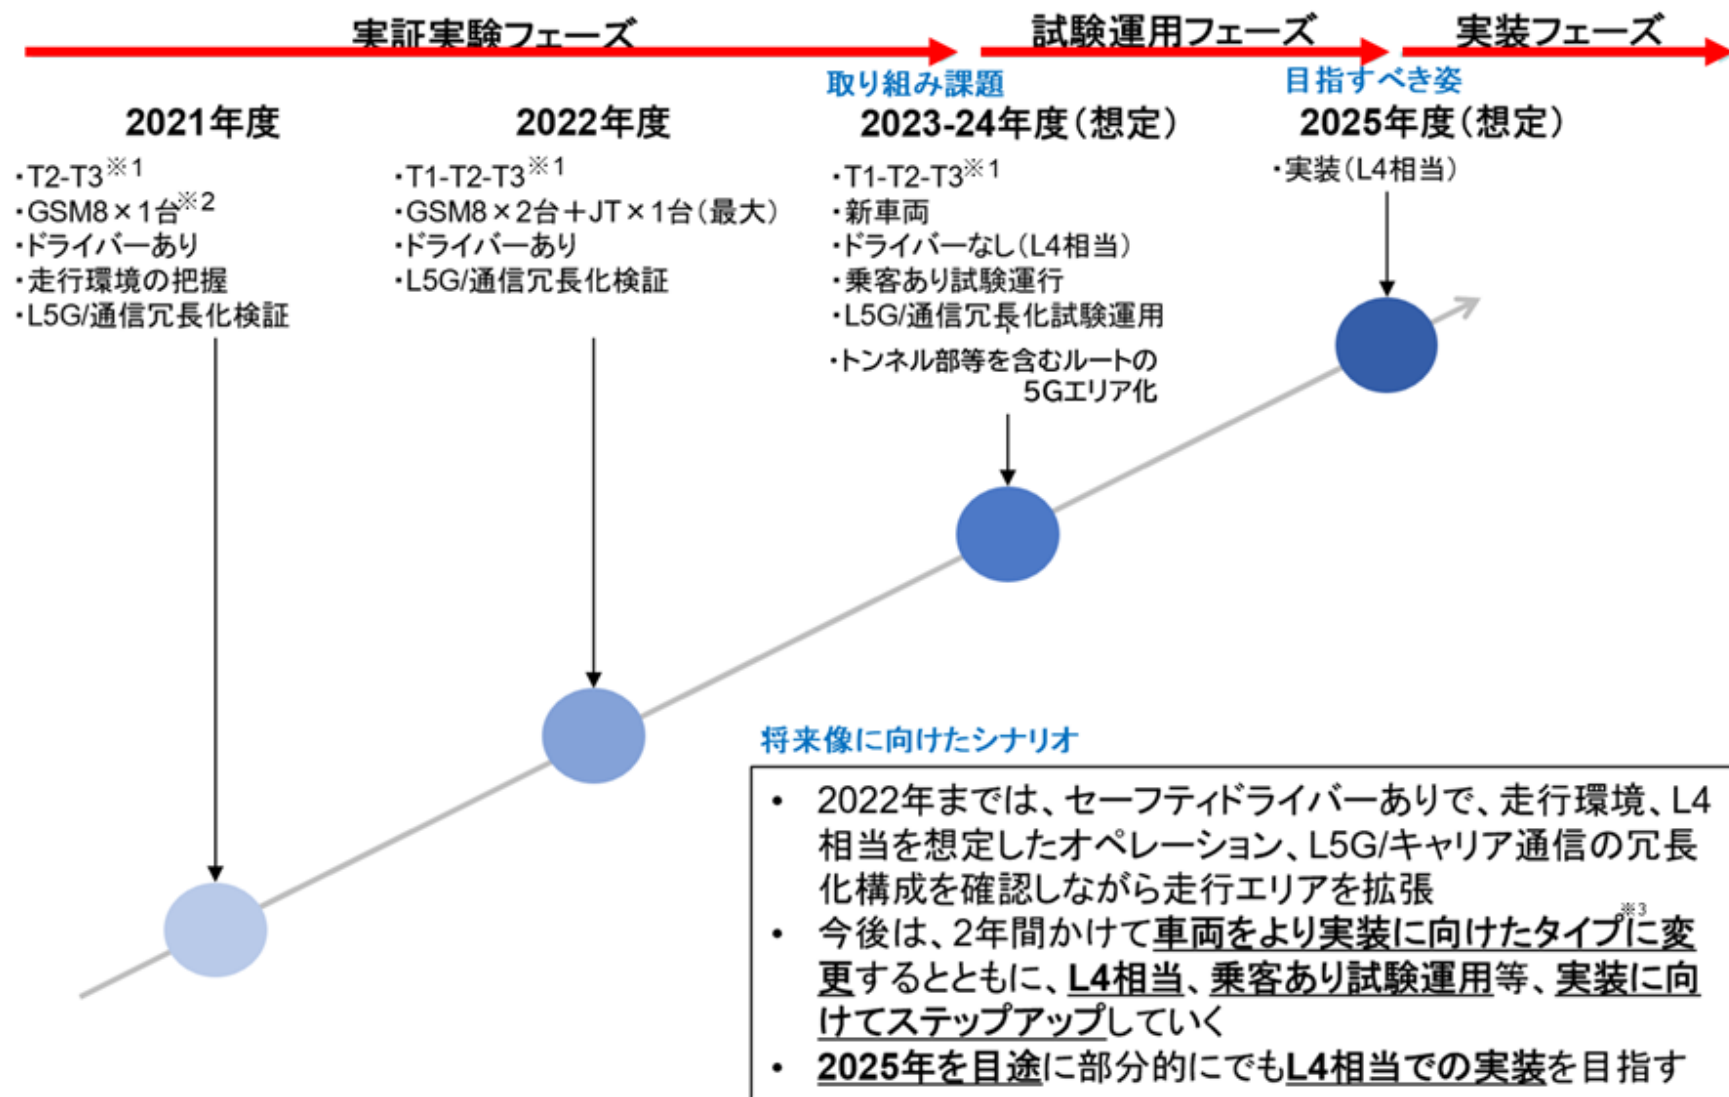 実証実験フェーズ
試験運用フェーズ
実装フェーズ
取り組み課題
目指すべき姿
2021年度
2022年度
2023-24年度(想定)
2025年度(想定)
・T2-T3※1
・GSM8×1台※2
・ドライバーあり
・走行環境の把握
・L5G/通信冗長化検証
・T1-T2-T3※1
・GSM8×2台+JT×1台(最大)
・ドライバーあり
・L5G/通信冗長化検証
・T1-T2-T3※1
・新車両
・ドライバーなし(L4相当)
・乗客あり試験運行
・L5G/通信冗長化試験運用
・トンネル部等を含むルートの
5Gエリア化
・実装(L4相当)
将来像に向けたシナリオ
• 2022年までは、セーフティドライバーありで、走行環境、L4
相当を想定したオペレーション、L5G/キャリア通信の冗長
化構成を確認しながら走行エリアを拡張
• 今後は、2年間かけて車両をより実装に向けたタイプ※3に変
更するとともに、L4相当、乗客あり試験運用等、実装に向
けてステップアップしていく
• 2025年を目途に部分的にでもL4相当での実装を目指す